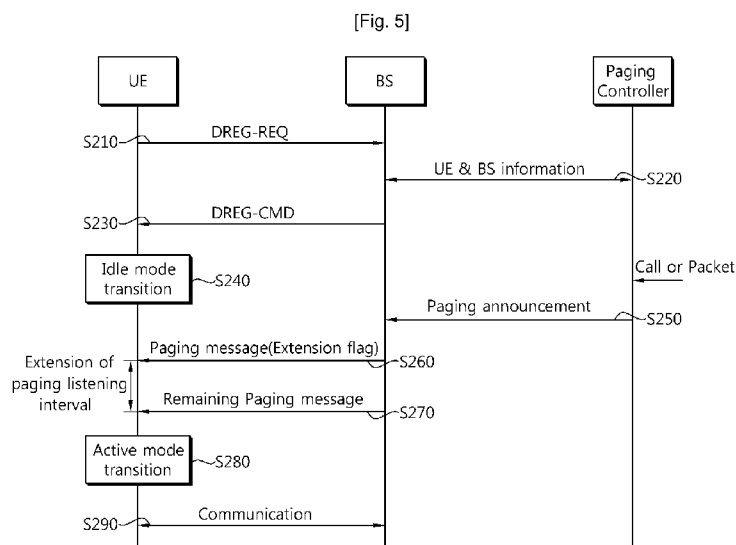 [Fig. 5]
UE
BS
Paging
Controller
DREG-REQ
S210
UE & BS information
S220
DREG-CMD
S230
Idle mode
transition
S240
Call or Packet
Paging announcement
S250
Paging message(Extension flag)
S260
Extension of
paging listening
interval
Remaining Paging message
S270
Active mode
transition
S280
Communication
S290